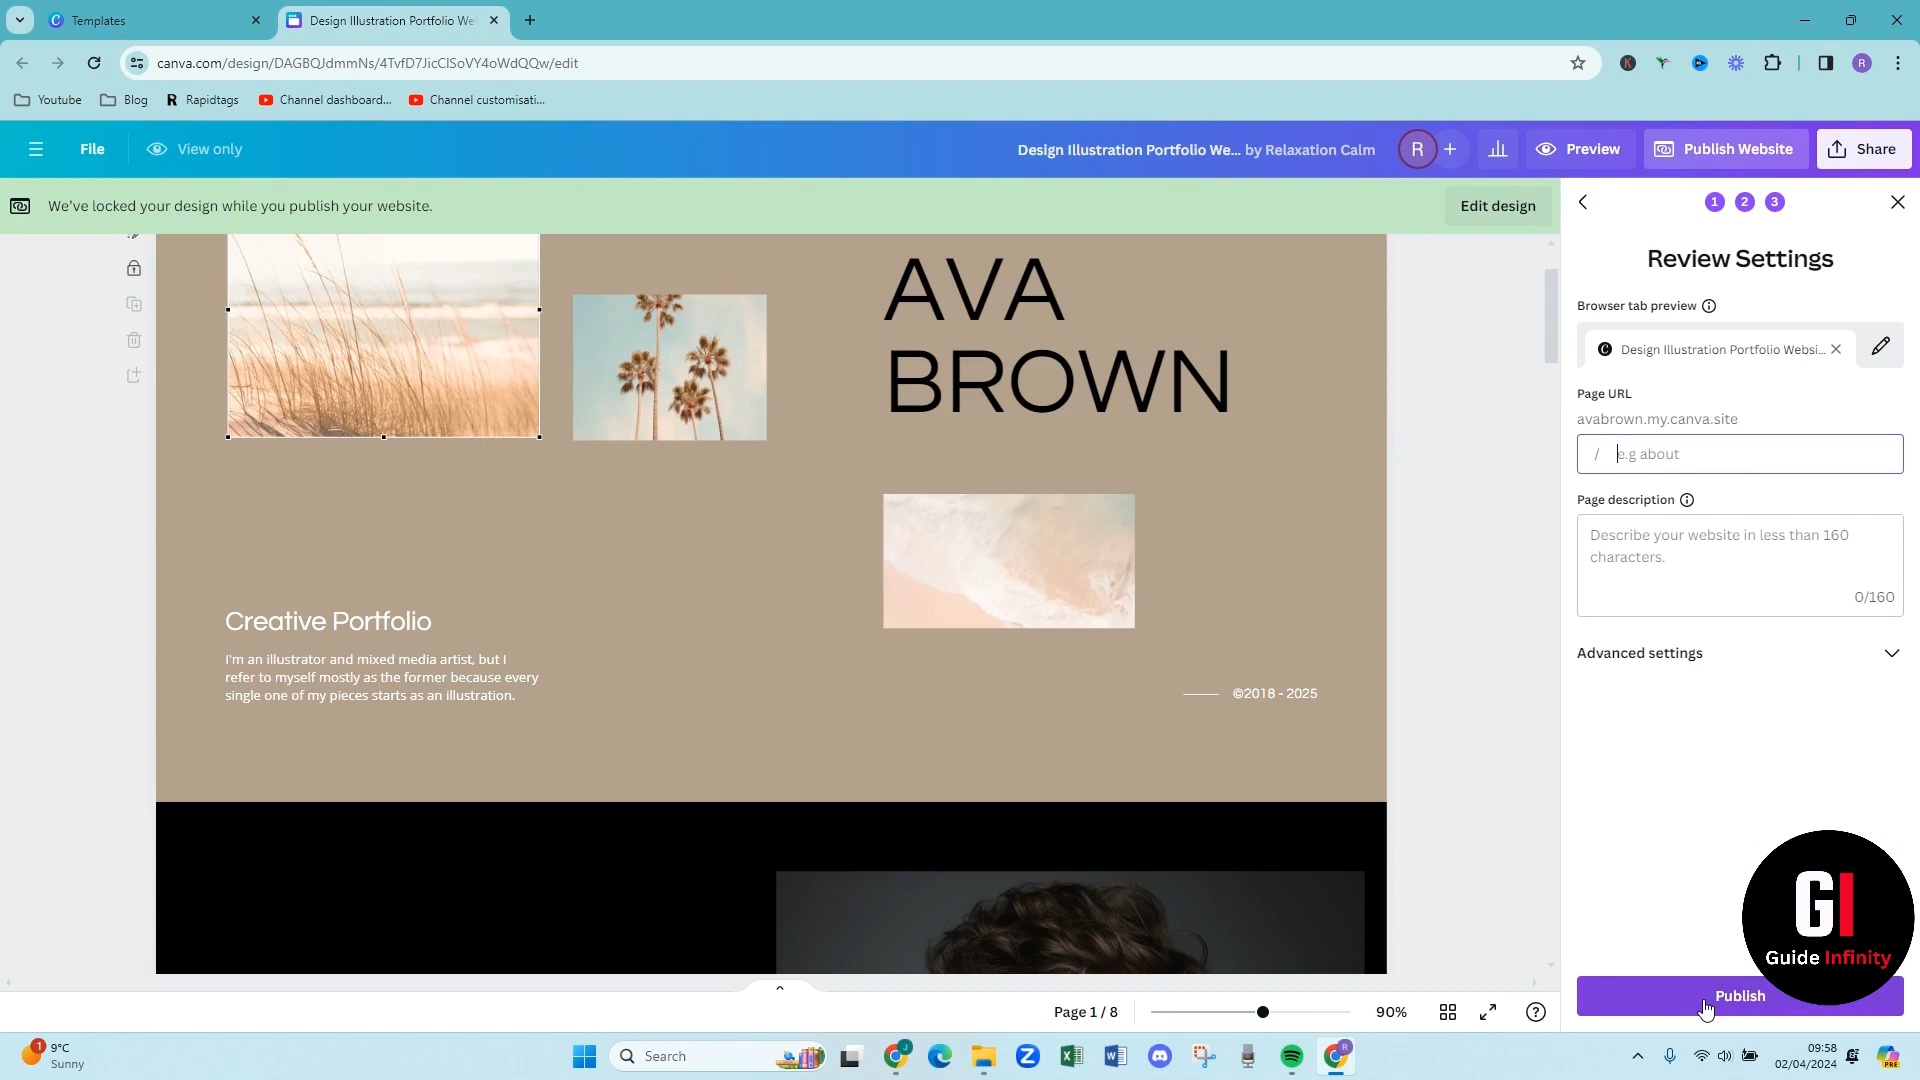 Templates
Design Illustration Portfolio We
canva.com/design/DAGBQJdmmNs/4TvfD7JicClSoVY4oWdQQw/edit
K
R
Youtube
Blog
R Rapidtags
Channel dashboard...
Channel customisati...
File
View only
Design Illustration Portfolio We... by Relaxation Calm
R
Preview
Publish Website
Share
We've locked your design while you publish your website.
Edit design
AVA
BROWN
Creative Portfolio
I'm an illustrator and mixed media artist, but I
refer to myself mostly as the former because every
single one of my pieces starts as an illustration.
©2018 - 2025
1 2 3
Review Settings
Browser tab preview
Design Illustration Portfolio Websi...
Page URL
avabrown.my.canva.site
/ e.g about
Page description
Describe your website in less than 160
characters.
0/160
Advanced settings
GI
Guide Infinity
Publish
Page 1 / 8
90%
1
9°C
Sunny
Search
J
R
09:58
02/04/2024
PRE